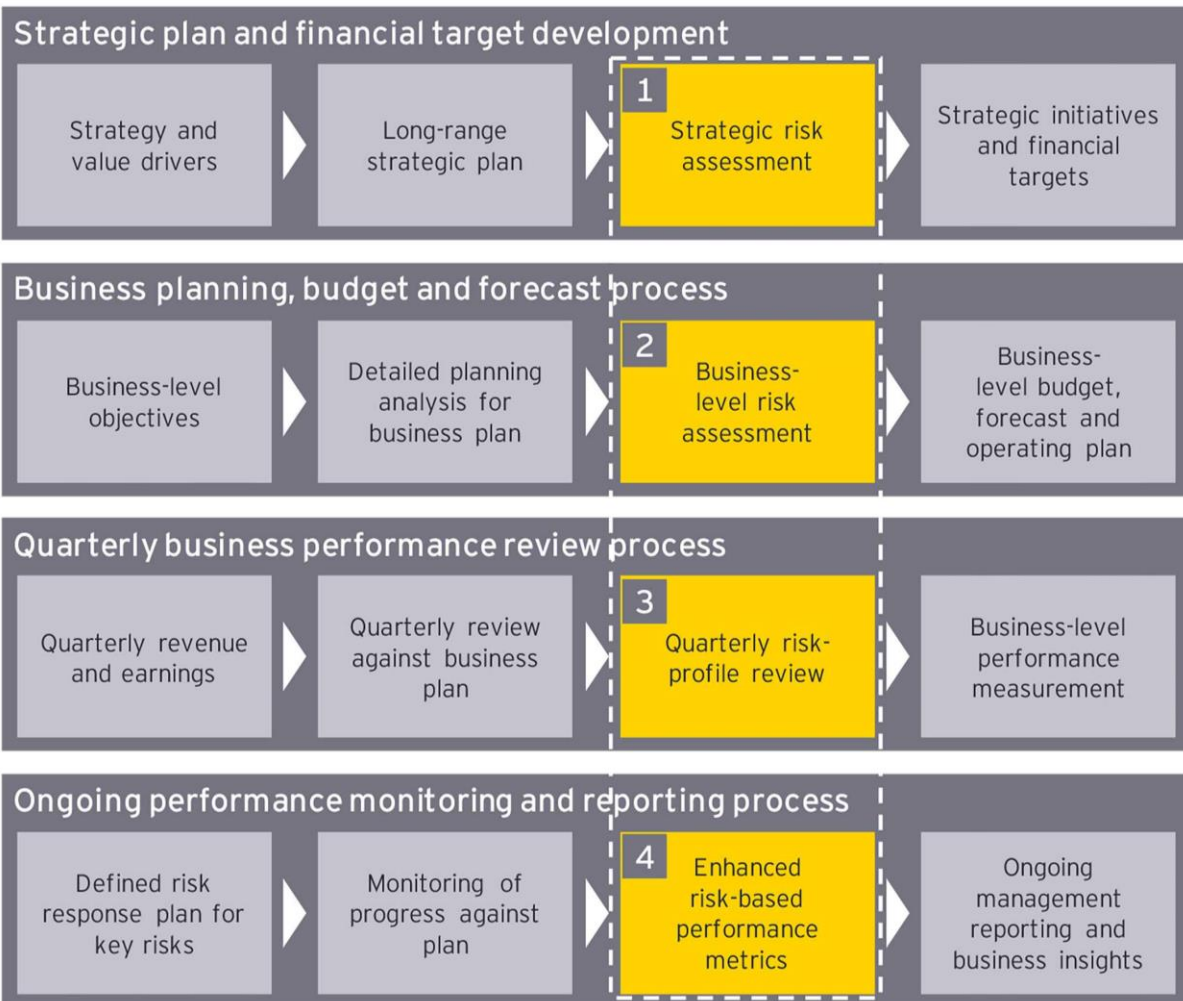 Strategic plan and financial target development
Strategy and
value drivers
Long-range
strategic plan
1
Strategic risk
assessment
Strategic initiatives
and financial
targets
Business planning, budget and forecast process
Business-level
objectives
Detailed planning
analysis for
business plan
2
Business-
level risk
assessment
Business-
level budget,
forecast and
operating plan
Quarterly business performance review process
Quarterly revenue
and earnings
Quarterly review
against business
plan
3
Quarterly risk-
profile review
Business-level
performance
measurement
Ongoing performance monitoring and reporting process
Defined risk
response plan for
key risks
Monitoring of
progress against
plan
4
Enhanced
risk-based
performance
metrics
Ongoing
management
reporting and
business insights